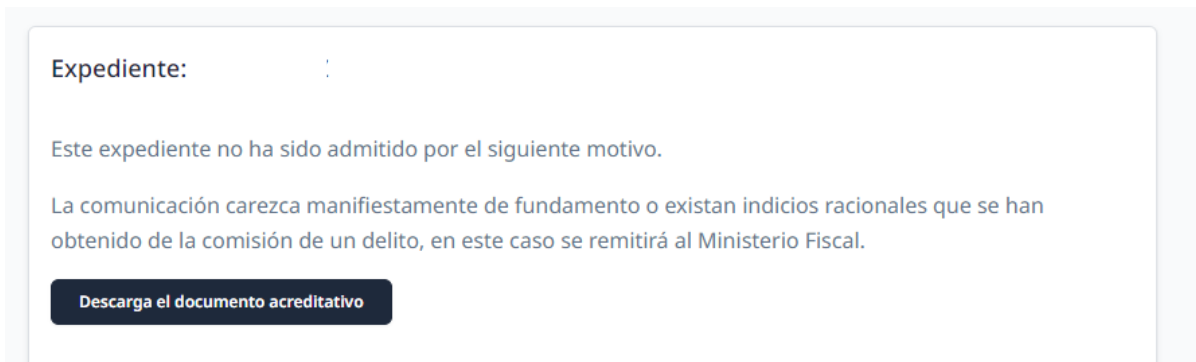 Expediente:
Este expediente no ha sido admitido por el siguiente motivo.
La comunicación carezca manifiestamente de fundamento o existan indicios racionales que se han
obtenido de la comisión de un delito, en este caso se remitirá al Ministerio Fiscal.
Descarga el documento acreditativo